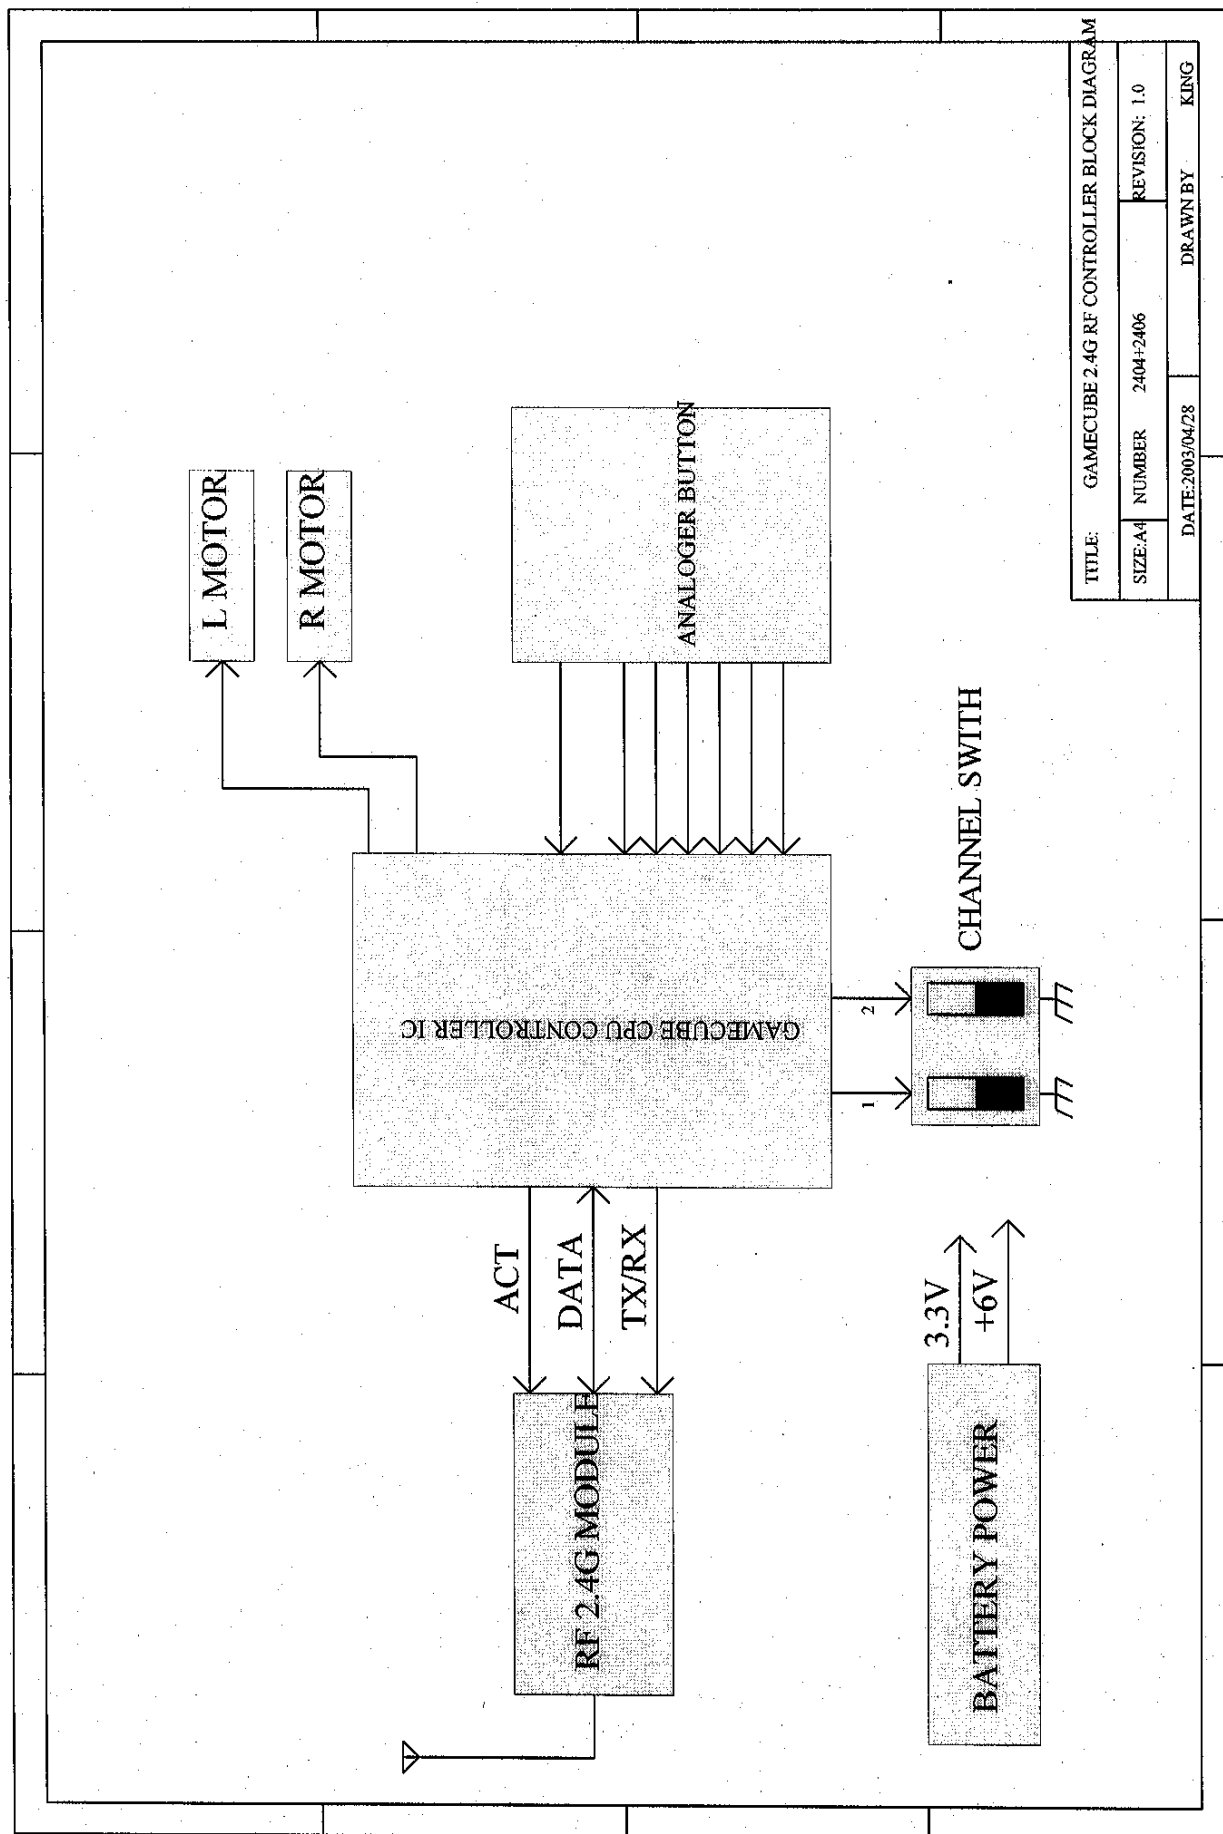 L MOTOR
R MOTOR
ACT
DATA
TX/RX
RF 2.4G MODULE
GAMECUBE CPU CONTROLLER IC
ANALOGER BUTTON
1
2
CHANNEL SWITH
3.3V
+6V
BATTERY POWER
TITLE: GAMECUBE 2.4G RF CONTROLLER BLOCK DIAGRAM
SIZE:A4 NUMBER 2404+2406 REVISION: 1.0
DATE:2003/04/28 DRAWN BY KING